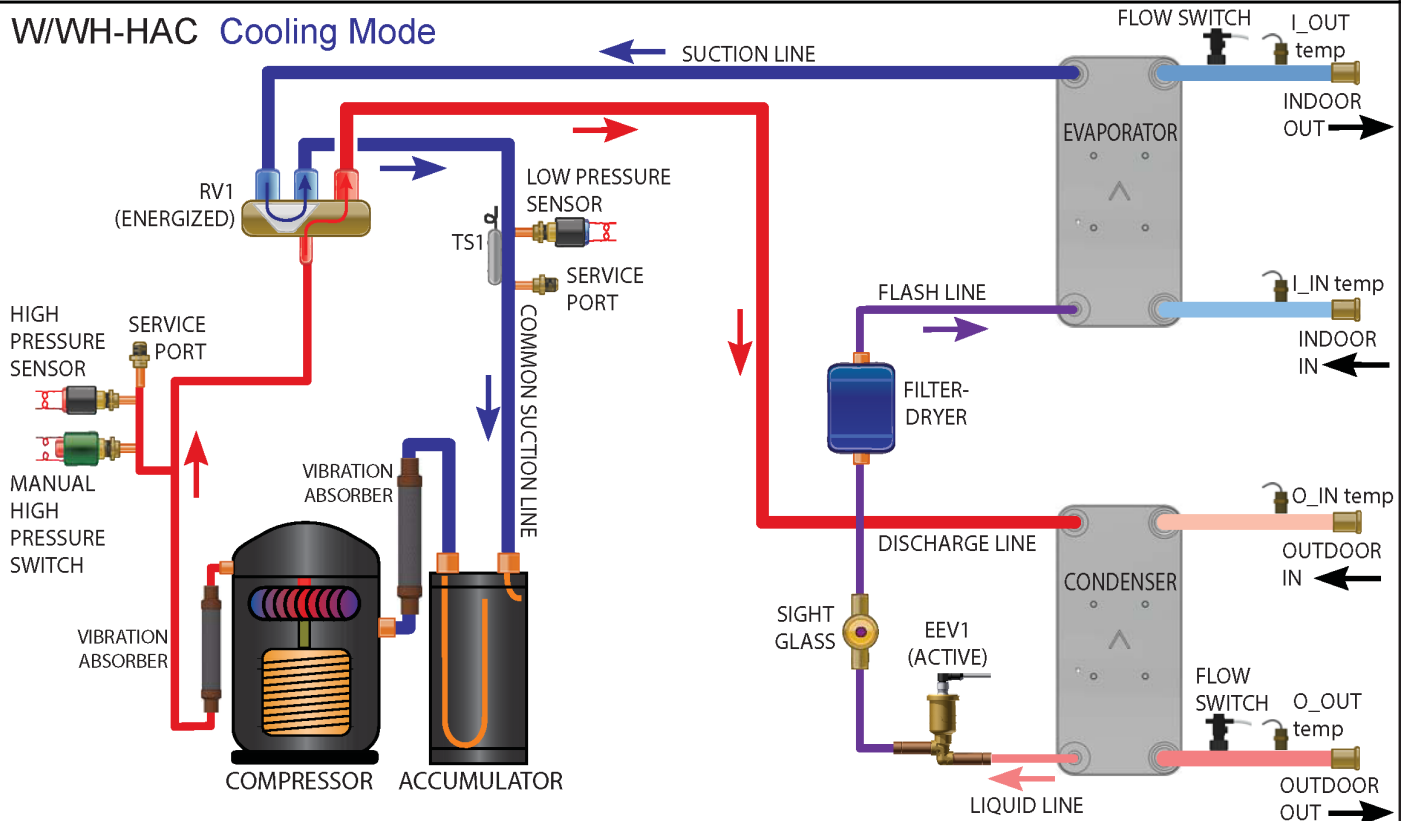 W/WH-HAC Cooling Mode
SUCTION LINE
FLOW SWITCH
I_OUT
temp
INDOOR
OUT
EVAPORATOR
RV1
(ENERGIZED)
LOW PRESSURE
SENSOR
TS1
SERVICE
PORT
COMMON SUCTION LINE
FLASH LINE
I_IN temp
INDOOR
IN
HIGH
PRESSURE
SENSOR
SERVICE
PORT
MANUAL
HIGH
PRESSURE
SWITCH
FILTER-
DRYER
VIBRATION
ABSORBER
O_IN temp
OUTDOOR
IN
DISCHARGE LINE
CONDENSER
VIBRATION
ABSORBER
SIGHT
GLASS
EEV1
(ACTIVE)
FLOW
SWITCH
O_OUT
temp
OUTDOOR
OUT
LIQUID LINE
COMPRESSOR
ACCUMULATOR